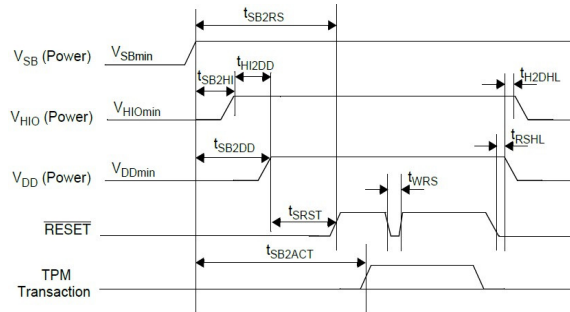 tSB2RS
VSB (Power) VSBmin
tHI2DD
tSB2HI
tH2DHL
VHIO (Power) VHIOmin
tRSHL
tSB2DD
VDD (Power) VDDmin
tWRS
tSRST
RESET
tSB2ACT
TPM
Transaction